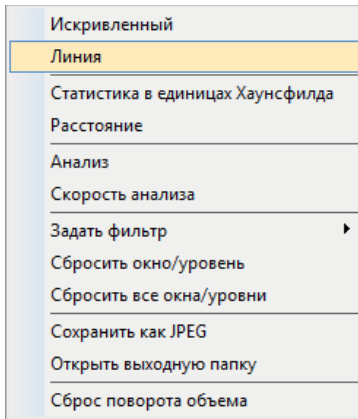 Искривленный
Линия
Статистика в единицах Хаунсфилда
Расстояние
Анализ
Скорость анализа
Задать фильтр
Сбросить окно/уровень
Сбросить все окна/уровни
Сохранить как JPEG
Открыть выходную папку
Сброс поворота объема